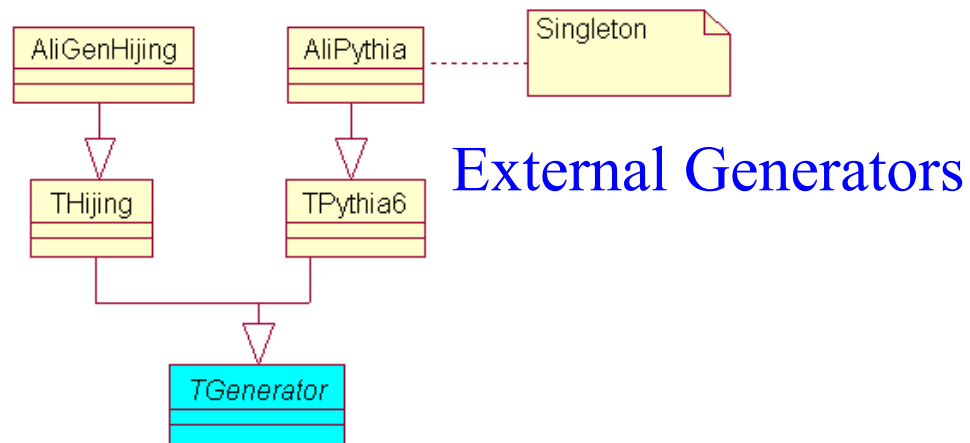 AliGenHijing
AliPythia
Singleton
External Generators
THijing
TPythia6
TGenerator